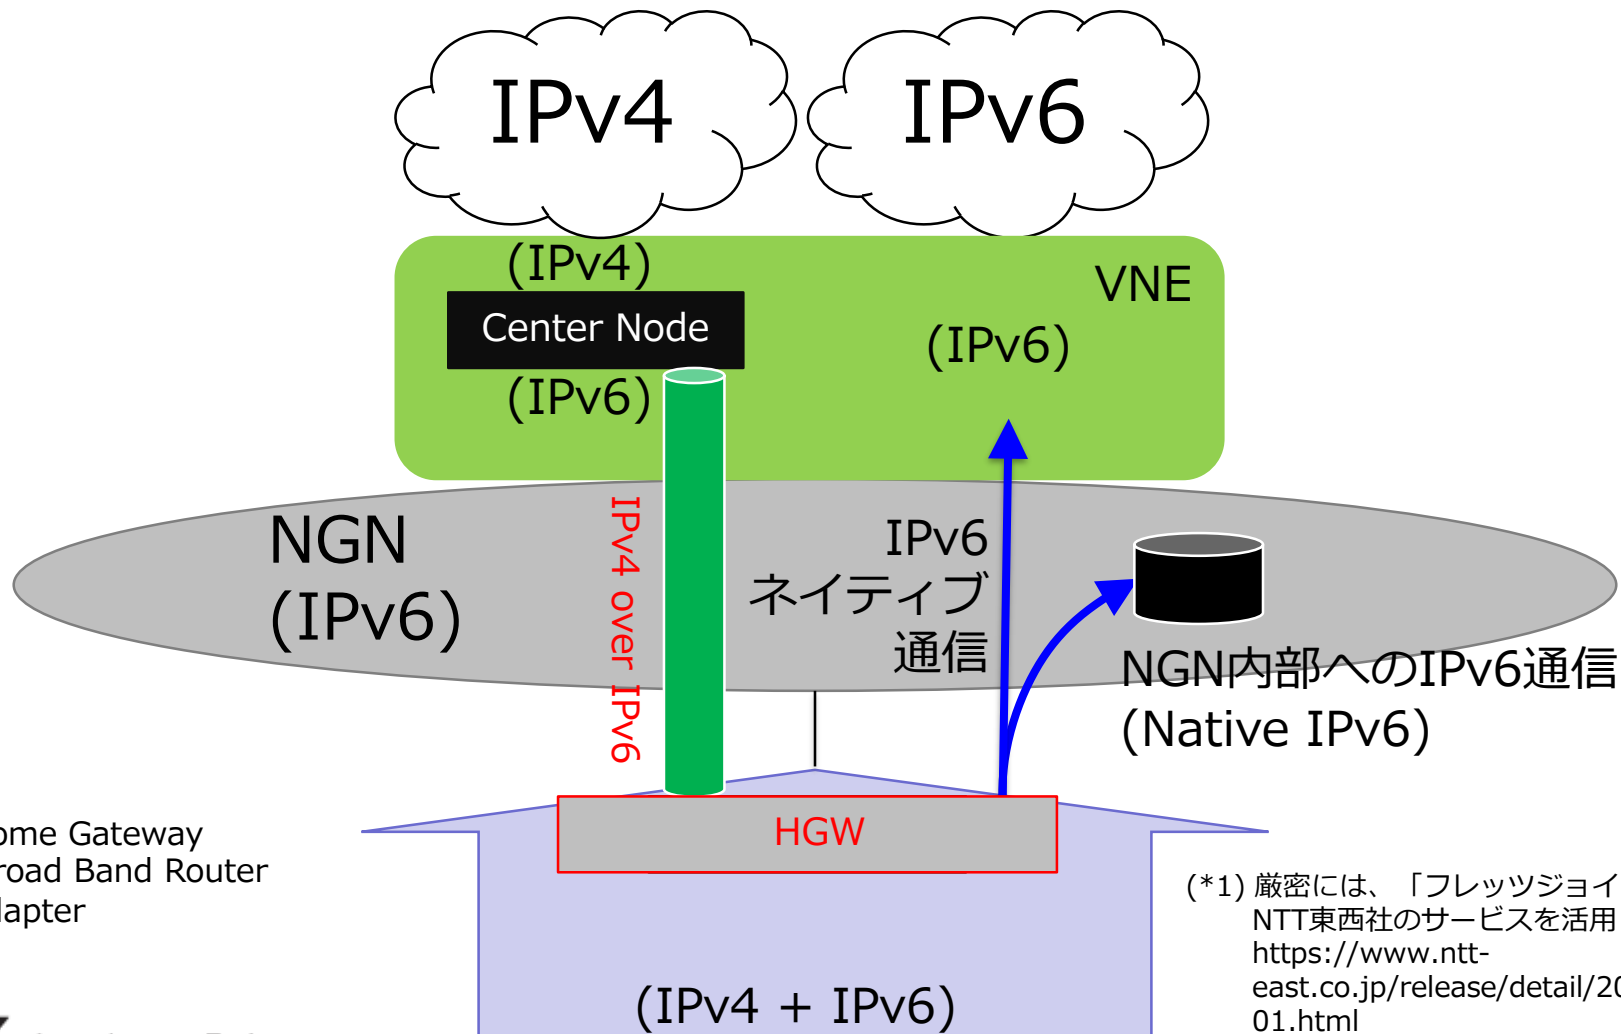 IPv4
IPv6
(IPv4)
VNE
Center Node
(IPv6)
(IPv6)
NGN
(IPv6)
IPv4 over IPv6
IPv6
ネイティブ
通信
NGN内部へのIPv6通信
(Native IPv6)
HGW
ome Gateway
road Band Router
dapter
(*1) 厳密には、「フレッツジョイ
NTT東西社のサービスを活用
https://www.ntt-
east.co.jp/release/detail/20
01.html
(IPv4 + IPv6)